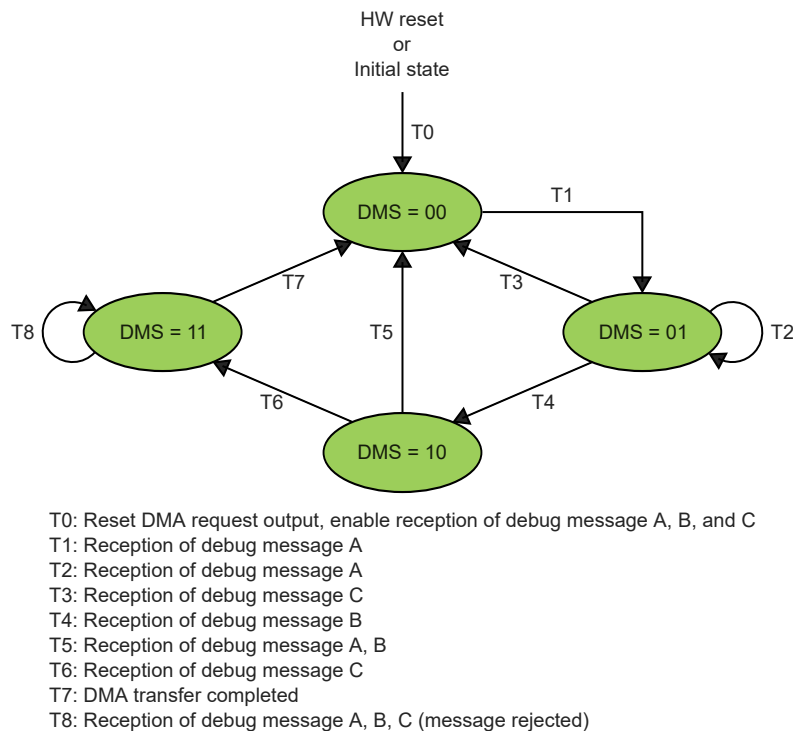 HW reset
or
Initial state
T0
DMS = 00
T1
T7
T3
T8
DMS = 11
T5
DMS = 01
T2
T6
T4
DMS = 10
T0: Reset DMA request output, enable reception of debug message A, B, and C
T1: Reception of debug message A
T2: Reception of debug message A
T3: Reception of debug message C
T4: Reception of debug message B
T5: Reception of debug message A, B
T6: Reception of debug message C
T7: DMA transfer completed
T8: Reception of debug message A, B, C (message rejected)